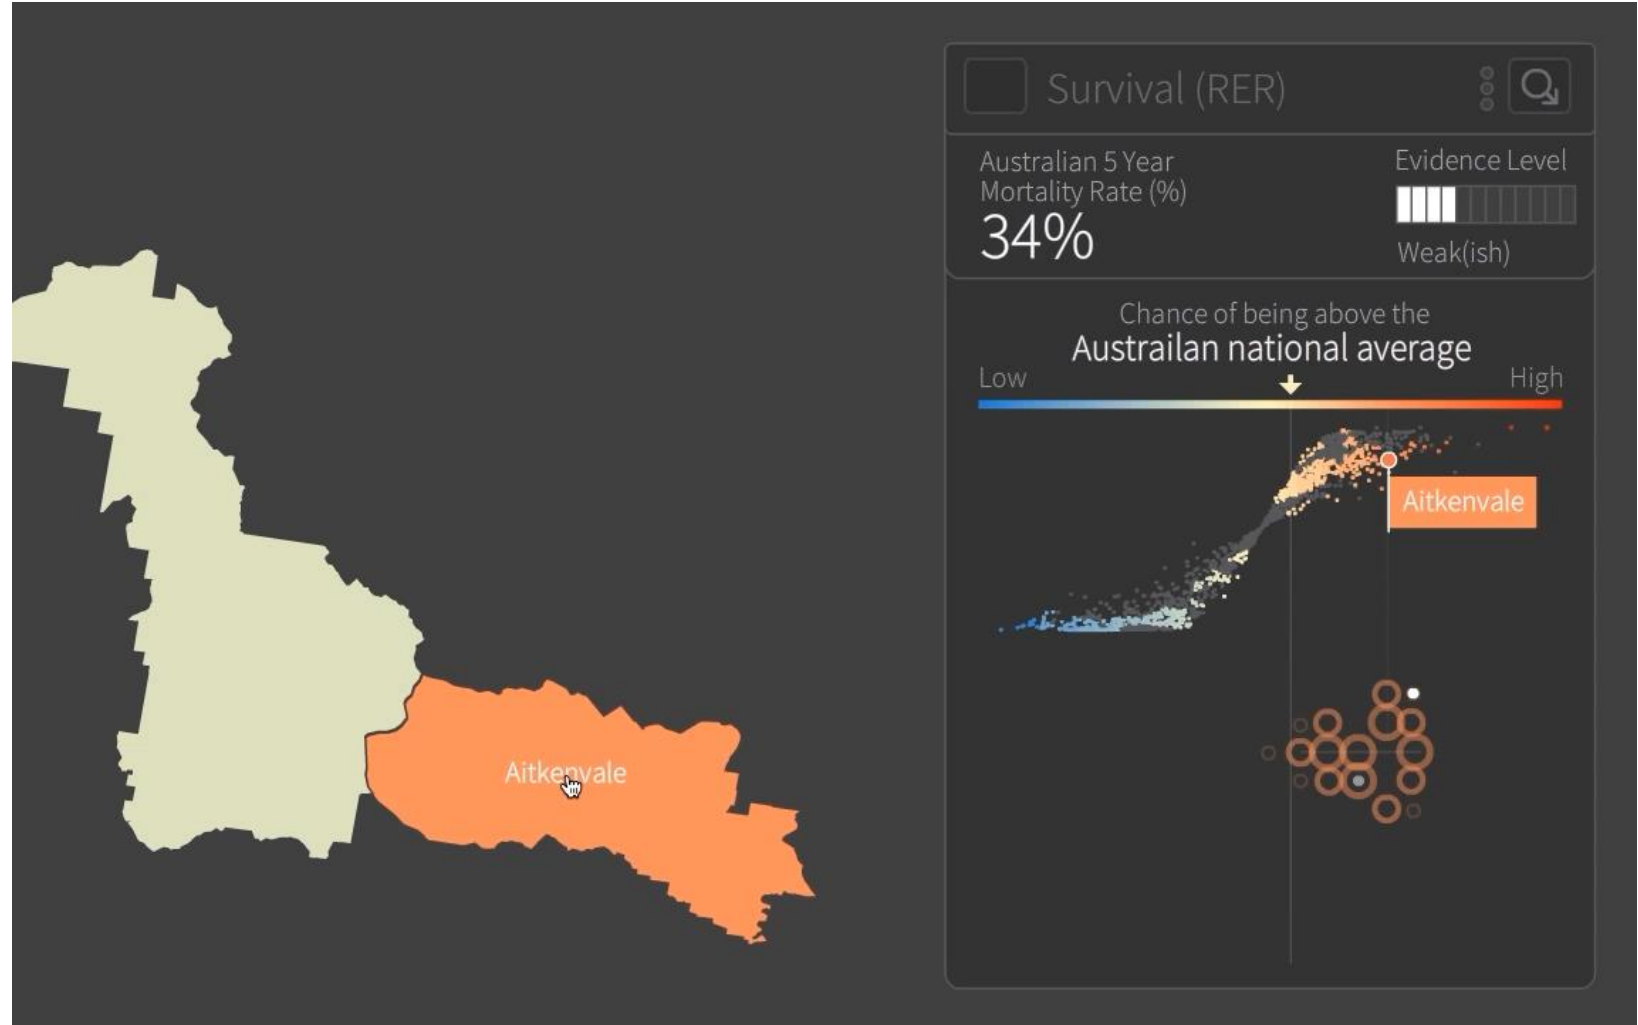 Survival (RER)
Australian 5 Year
Mortality Rate (%)
34%
Evidence Level
Weak(ish)
Chance of being above the
Austrailan national average
Low
High
Aitkenvale
Aitkenvale